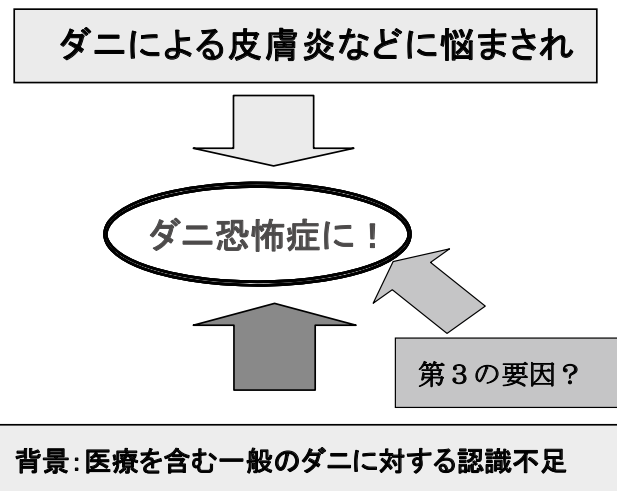 ダニによる皮膚炎などに悩まされ
ダニ恐怖症に！
第３の要因？
背景：医療を含む一般のダニに対する認識不足